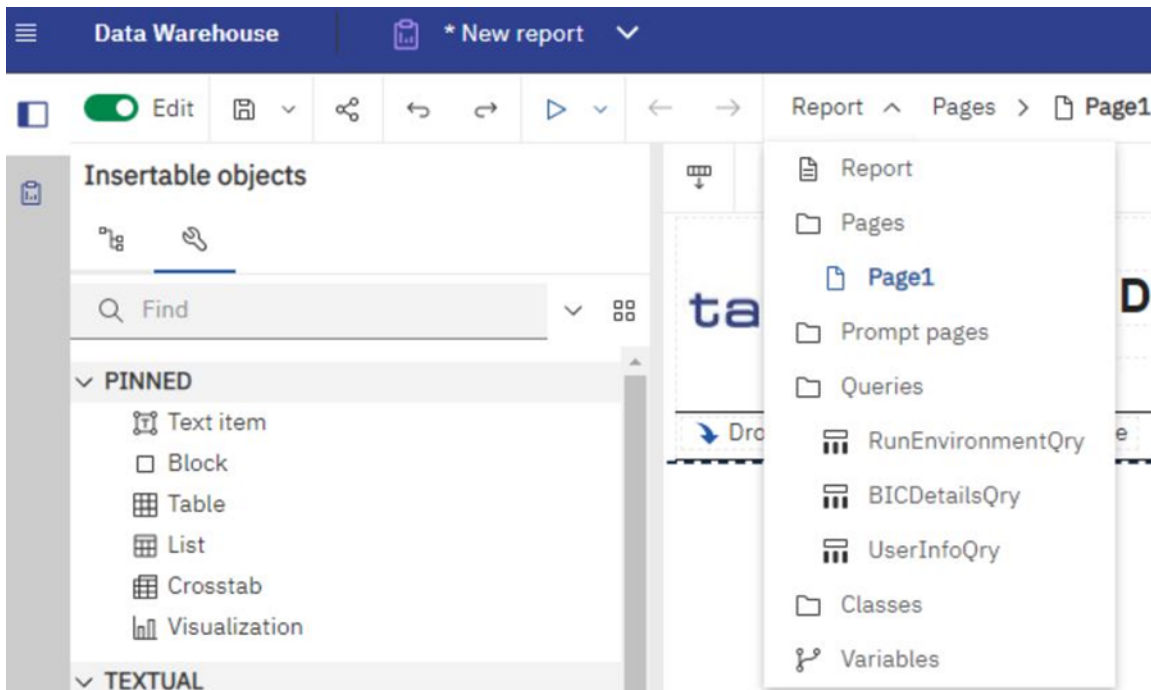 Data Warehouse
* New report
Edit
Report
Pages
Page1
Insertable objects
Find
PINNED
Text item
Block
Table
List
Crosstab
Visualization
TEXTUAL
Report
Pages
Page1
Prompt pages
Queries
RunEnvironmentQry
BICDetailsQry
UserInfoQry
Classes
Variables
ta
D
Dro
e